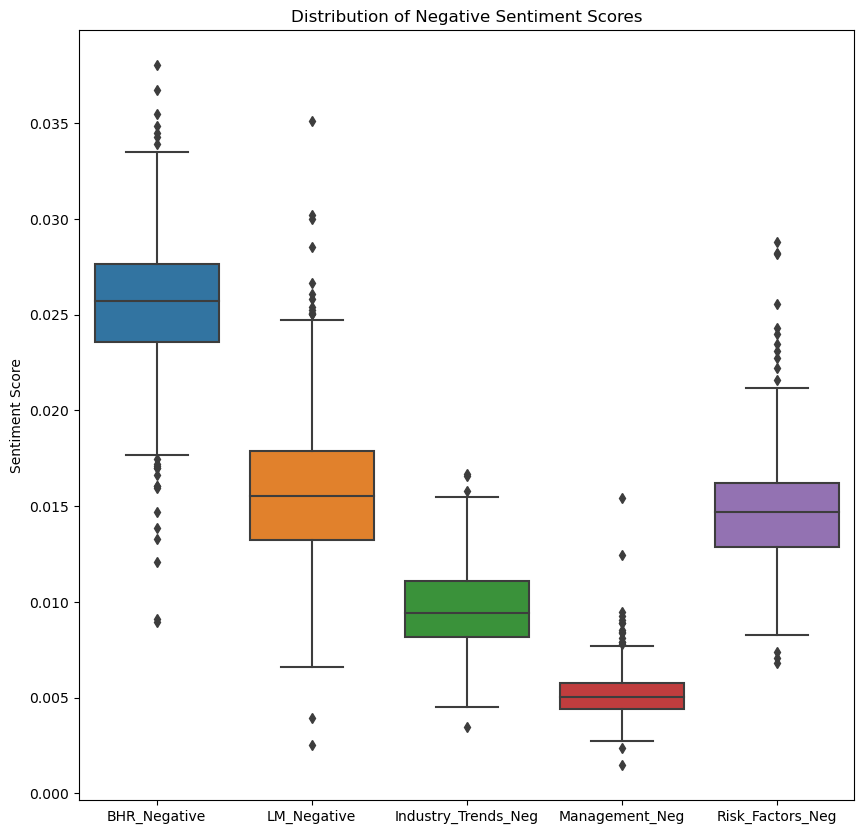 Distribution of Negative Sentiment Scores
Sentiment Score
0.035
0.030
0.025
0.020
0.015
0.010
0.005
0.000
BHR_Negative
LM_Negative
Industry_Trends_Neg
Management_Neg
Risk_Factors_Neg